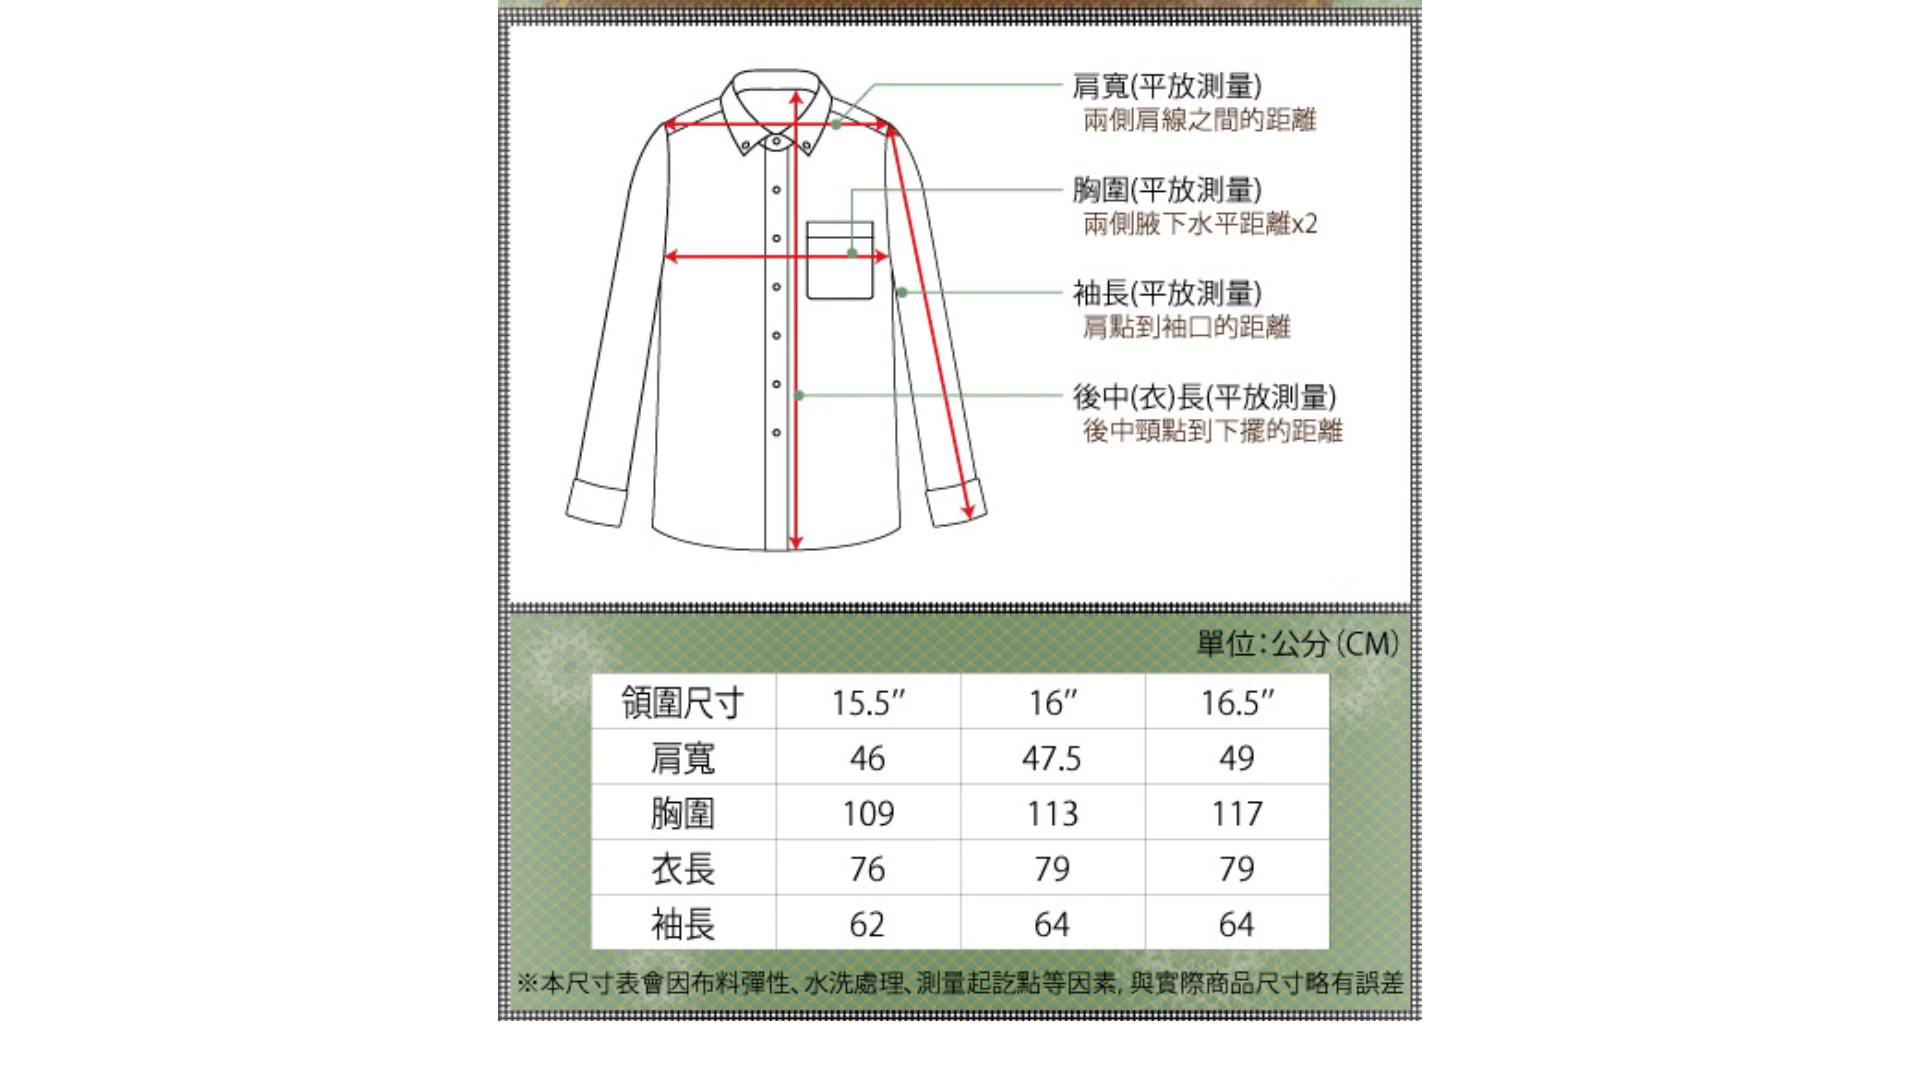 肩寬(平放測量)
兩側肩線之間的距離
胸圍(平放測量)
兩側腋下水平距離x2
袖長(平放測量)
肩點到袖口的距離
後中(衣)長(平放測量)
後中頸點到下擺的距離
單位：公分（CM）
領圍尺寸 15.5” 16” 16.5”
肩寬 46 47.5 49
胸圍 109 113 117
衣長 76 79 79
袖長 62 64 64
※本尺寸表會因布料彈性、水洗處理、測量起訖點等因素, 與實際商品尺寸略有誤差